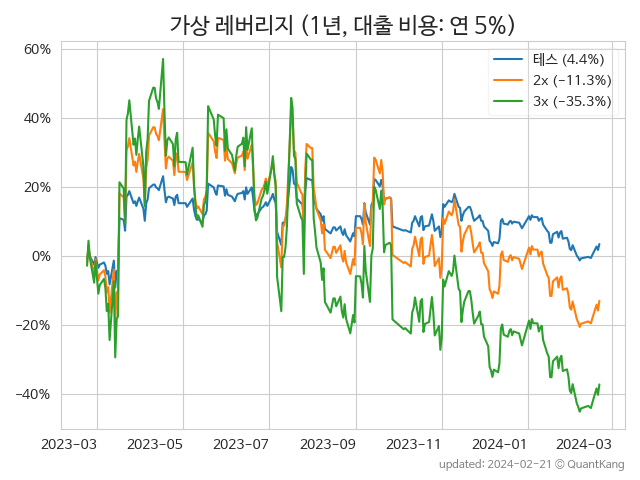 가상 레버리지 (1년, 대출 비용: 연 5%)
테스 (4.4%)
2x (−11.3%)
3x (−35.3%)
60%
40%
20%
0%
−20%
−40%
2023-03 2023-05 2023-07 2023-09 2023-11 2024-01 2024-03
updated: 2024-02-21 © QuantKang